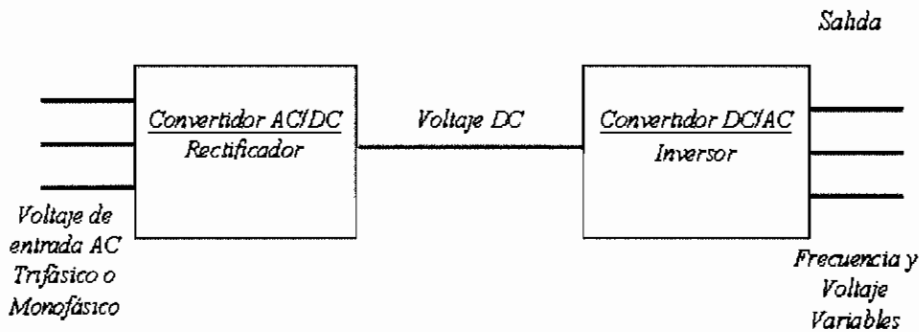 Salida
Convertidor AC/DC
Rectificador
Voltaje DC
Convertidor DC/AC
Inversor
Voltaje de
entrada AC
Trifásico o
Monofásico
Frecuencia y
Voltaje
Variables